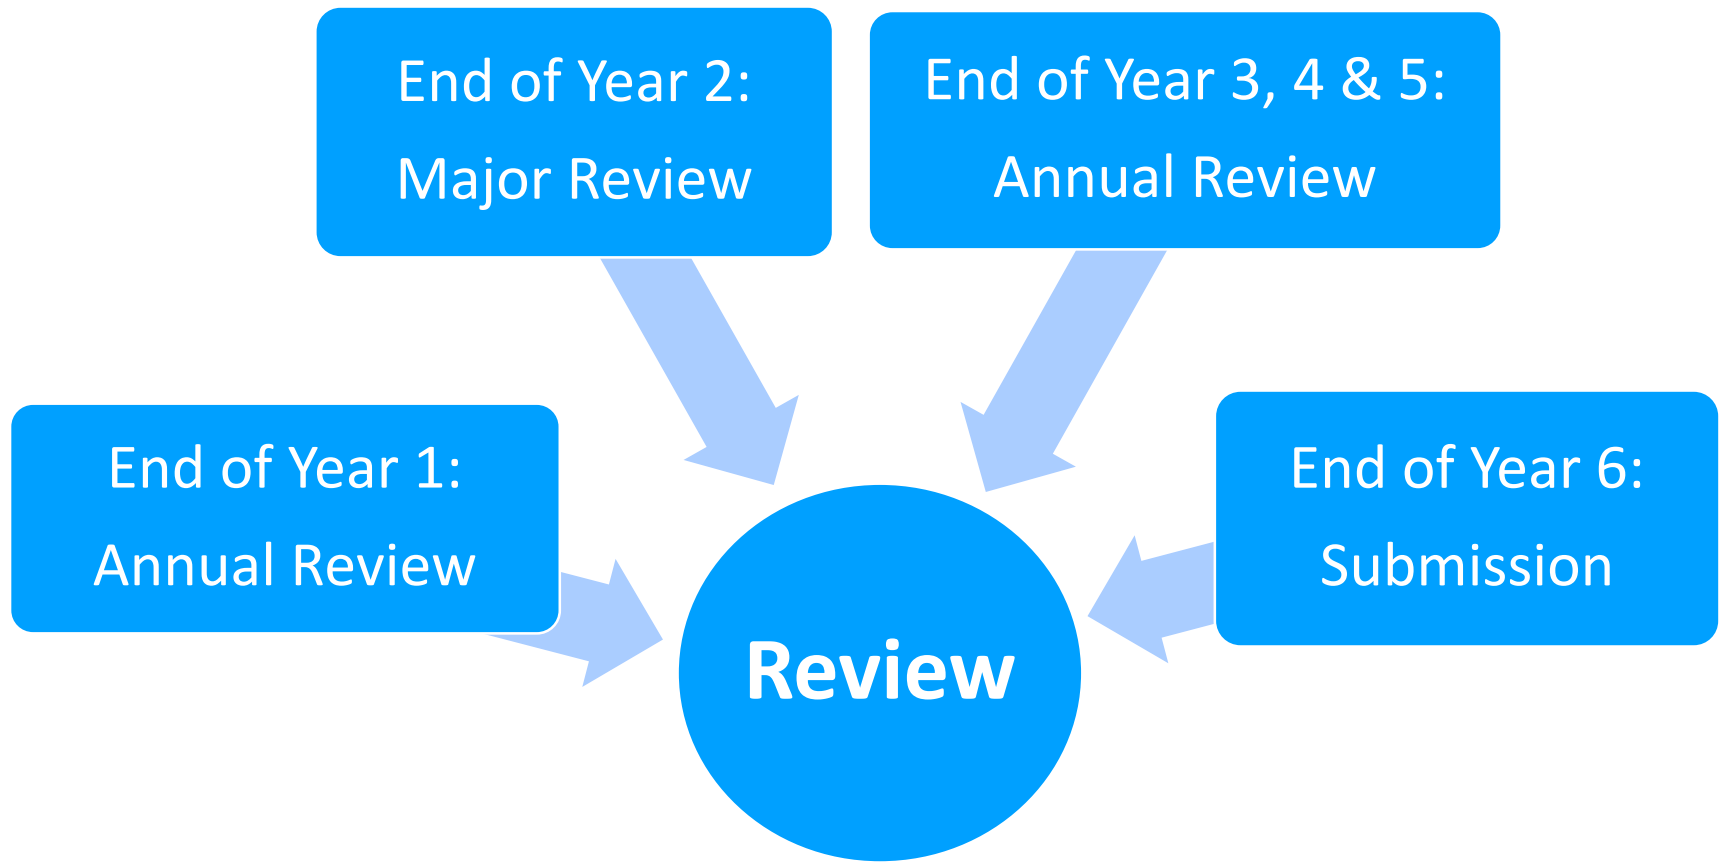 End of Year 2:
Major Review
End of Year 3, 4 & 5:
Annual Review
End of Year 1:
Annual Review
End of Year 6:
Submission
Review